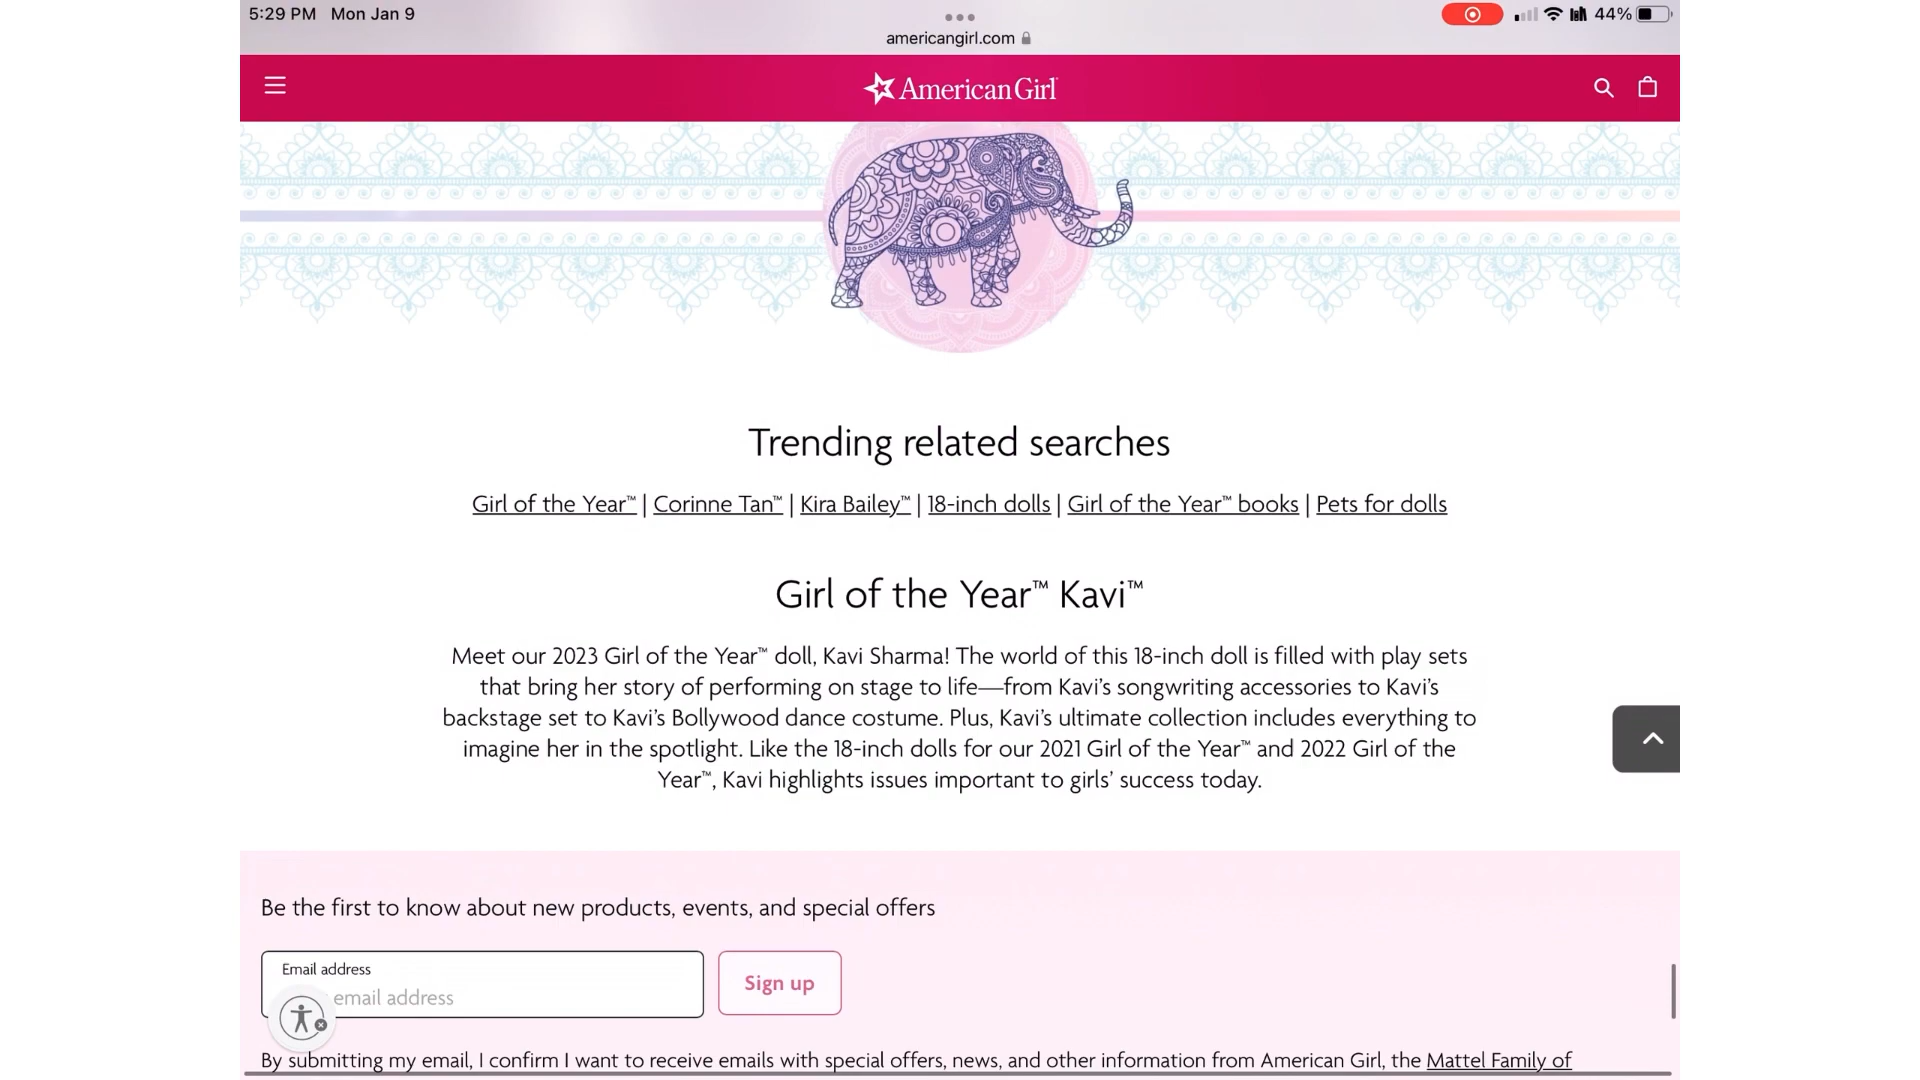 5:29 PM Mon Jan 9
44%
americangirl.com
American Girl
Trending related searches
Girl of the Year™ | Corinne Tan™ | Kira Bailey™ | 18-inch dolls | Girl of the Year™ books | Pets for dolls
Girl of the Year™ Kavi™
Meet our 2023 Girl of the Year™ doll, Kavi Sharma! The world of this 18-inch doll is filled with play sets
that bring her story of performing on stage to life—from Kavi’s songwriting accessories to Kavi’s
backstage set to Kavi’s Bollywood dance costume. Plus, Kavi’s ultimate collection includes everything to
imagine her in the spotlight. Like the 18-inch dolls for our 2021 Girl of the Year™ and 2022 Girl of the
Year™, Kavi highlights issues important to girls’ success today.
Be the first to know about new products, events, and special offers
Email address
email address
Sign up
By submitting my email, I confirm I want to receive emails with special offers, news, and other information from American Girl, the Mattel Family of